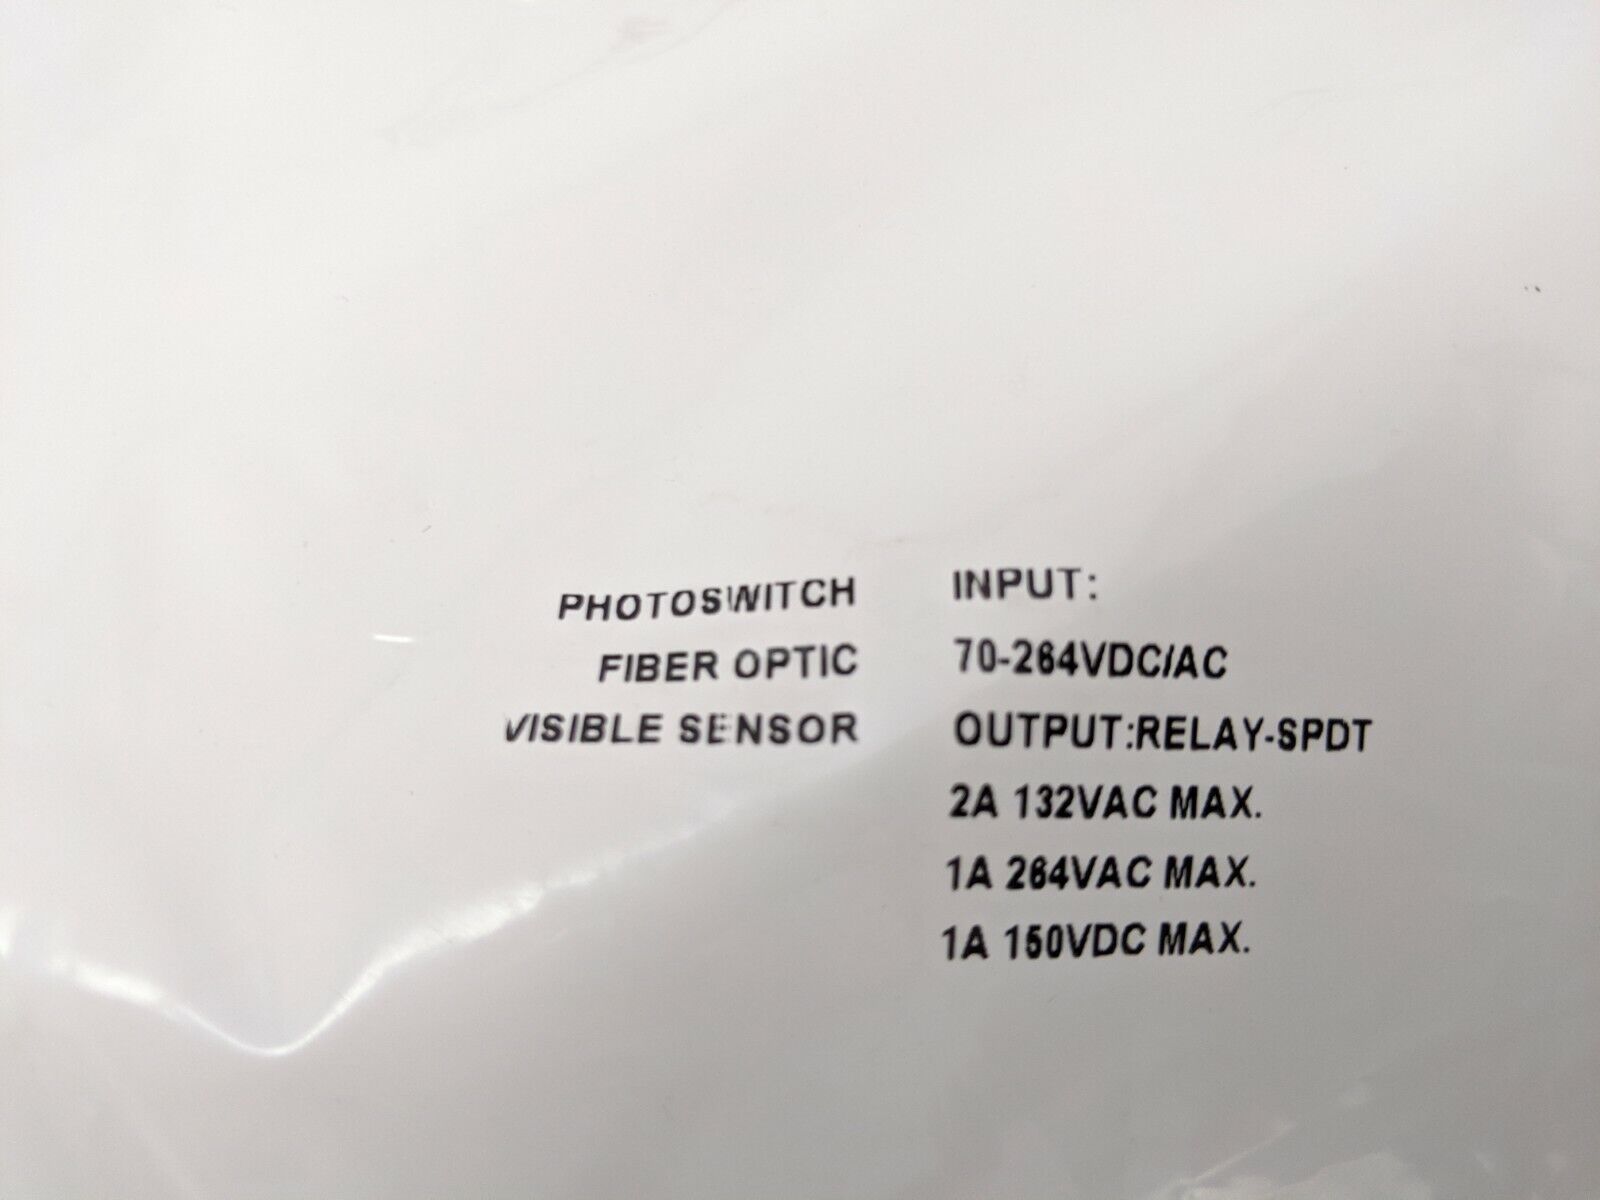 PHOTOSWITCH
FIBER OPTIC
VISIBLE SENSOR
INPUT:
70-264VDC/AC
OUTPUT:RELAY-SPDT
2A 132VAC MAX.
1A 264VAC MAX.
1A 150VDC MAX.